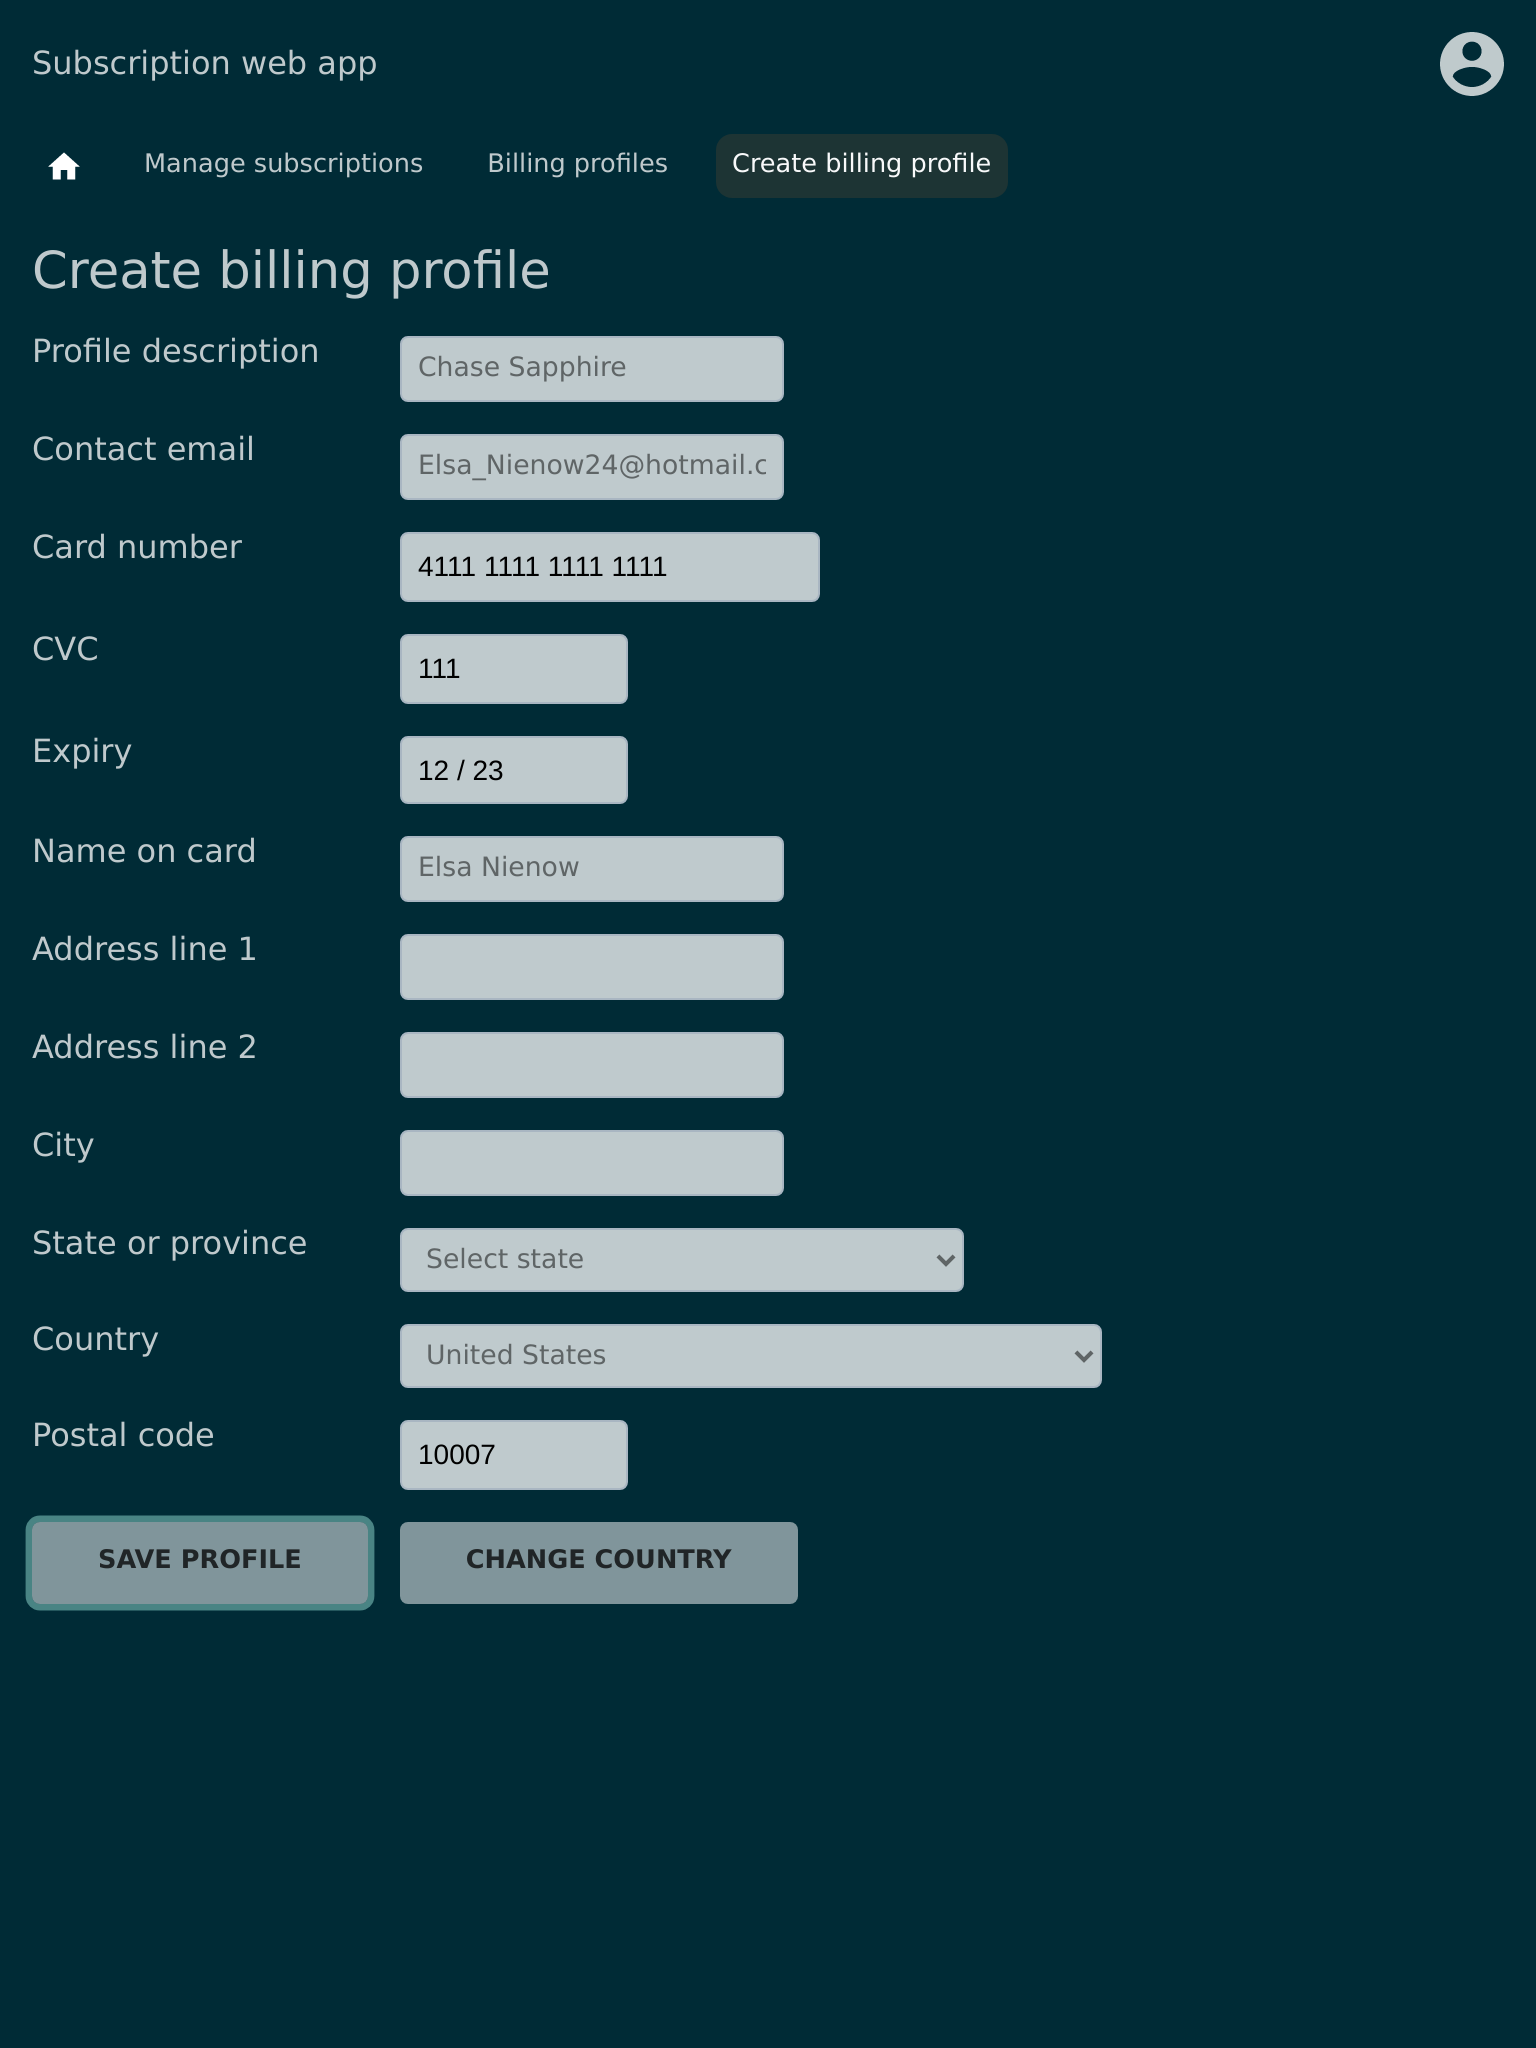 Subscription web app
Manage subscriptions Billing profiles Create billing profile
Create billing profile
Profile description Chase Sapphire
Contact email Elsa_Nienow24@hotmail.c
Card number 4111 1111 1111 1111
CVC 111
Expiry 12 / 23
Name on card Elsa Nienow
Address line 1
Address line 2
City
State or province Select state
Country United States
Postal code 10007
SAVE PROFILE CHANGE COUNTRY